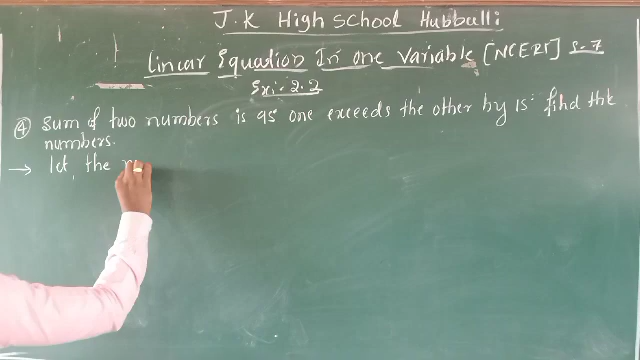 J.K High School Hubballi
Linear Equation In one Variable [NCERT]
Ex:- 2.2
④ Sum of two numbers is 95 one exceeds the other by 15 find the
numbers.
→ let, the